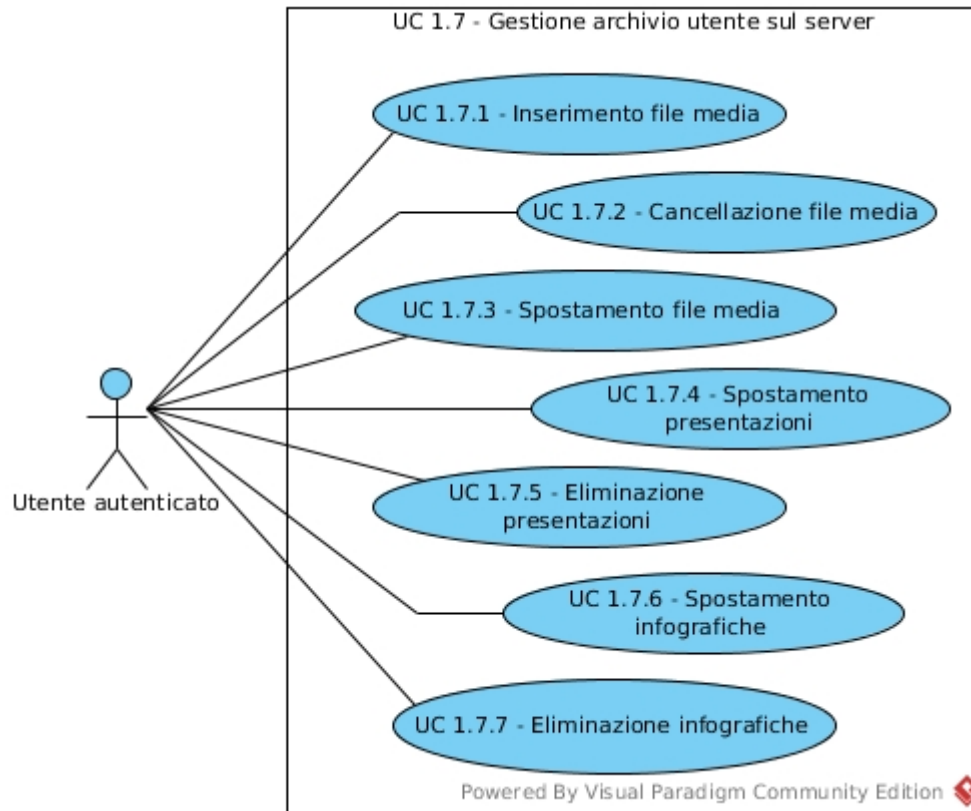 UC 1.7 - Gestione archivio utente sul server
UC 1.7.1 - Inserimento file media
UC 1.7.2 - Cancellazione file media
UC 1.7.3 - Spostamento file media
UC 1.7.4 - Spostamento
presentazioni
Utente autenticato
UC 1.7.5 - Eliminazione
presentazioni
UC 1.7.6 - Spostamento
infografiche
UC 1.7.7 - Eliminazione infografiche
Powered By Visual Paradigm Community Edition